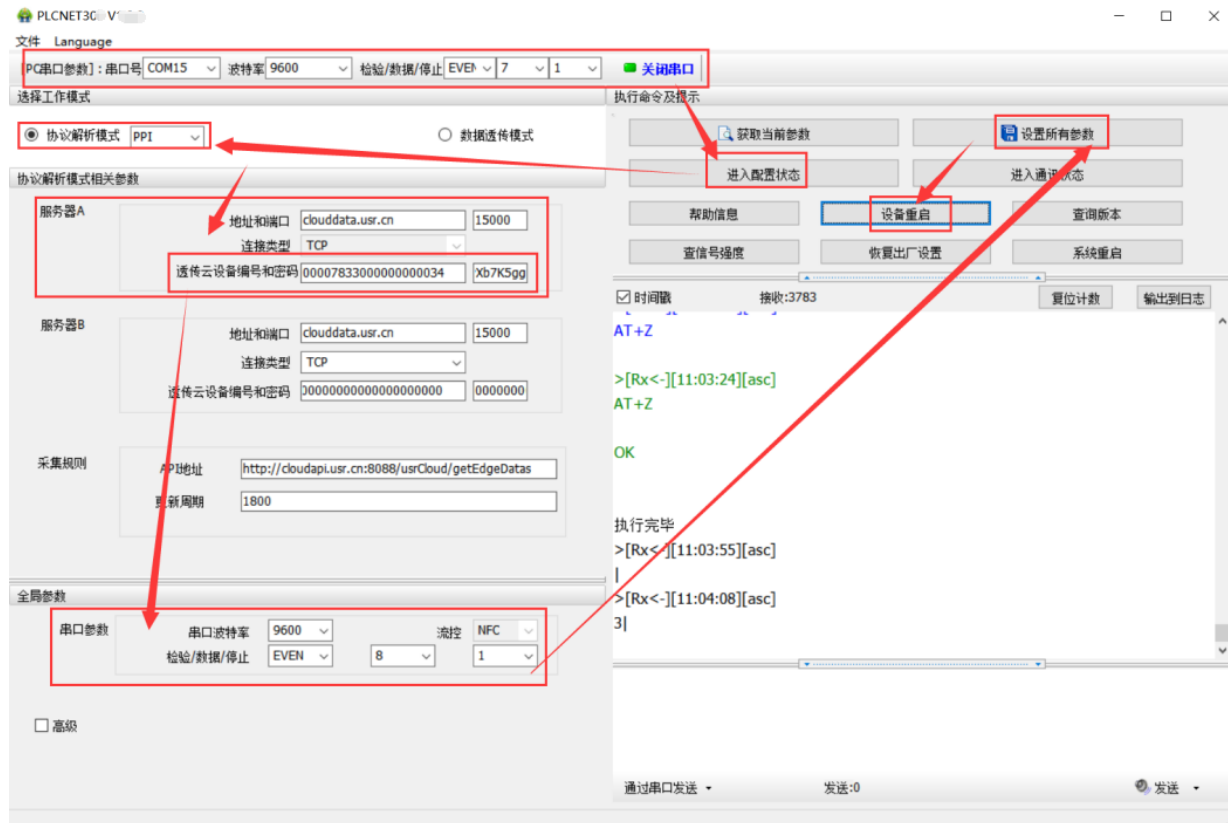 PLCNET30
文件 Language
[PC串口参数]：串口号 COM15 波特率 9600 检验/数据/停止 EVEN 7 1 关闭串口
选择工作模式
协议解析模式 PPI 数据透传模式
协议解析模式相关参数
服务器A
地址和端口 clouddata.usr.cn 15000
连接类型 TCP
透传云设备编号和密码 00007833000000000034 Xb7K5gg
服务器B
地址和端口 clouddata.usr.cn 15000
连接类型 TCP
透传云设备编号和密码 00000000000000000000 0000000
采集规则
API地址 http://cloudapi.usr.cn:8088/usrCloud/getEdgeDatas
更新周期 1800
全局参数
串口参数 串口波特率 9600 流控 NFC
检验/数据/停止 EVEN 8 1
高级
执行命令及提示
获取当前参数 设置所有参数
进入配置状态 进入通讯状态
帮助信息 设备重启 查询版本
查信号强度 恢复出厂设置 系统重启
时间戳 接收:3783 复位计数 输出到日志
AT+Z
>[Rx<-][11:03:24][asc]
AT+Z
OK
执行完毕
>[Rx<-][11:03:55][asc]
|
>[Rx<-][11:04:08][asc]
3|
通过串口发送 发送:0 发送